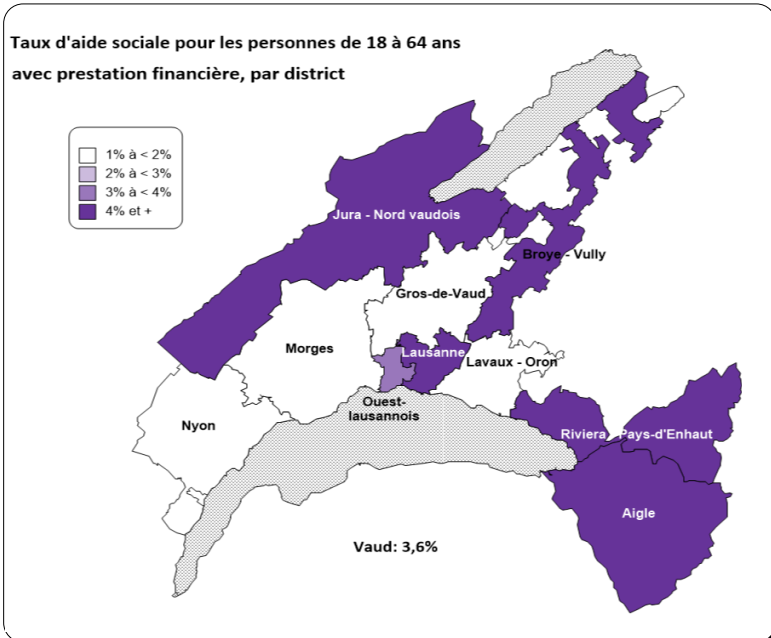 Taux d'aide sociale pour les personnes de 18 à 64 ans
avec prestation financière, par district
1% à < 2%
2% à < 3%
3% à < 4%
4% et +
Jura - Nord vaudois
Broye - Vully
Gros-de-Vaud
Morges
Lausanne
Lavaux - Oron
Ouest-
lausannois
Nyon
Riviera
Pays-d'Enhaut
Aigle
Vaud: 3,6%